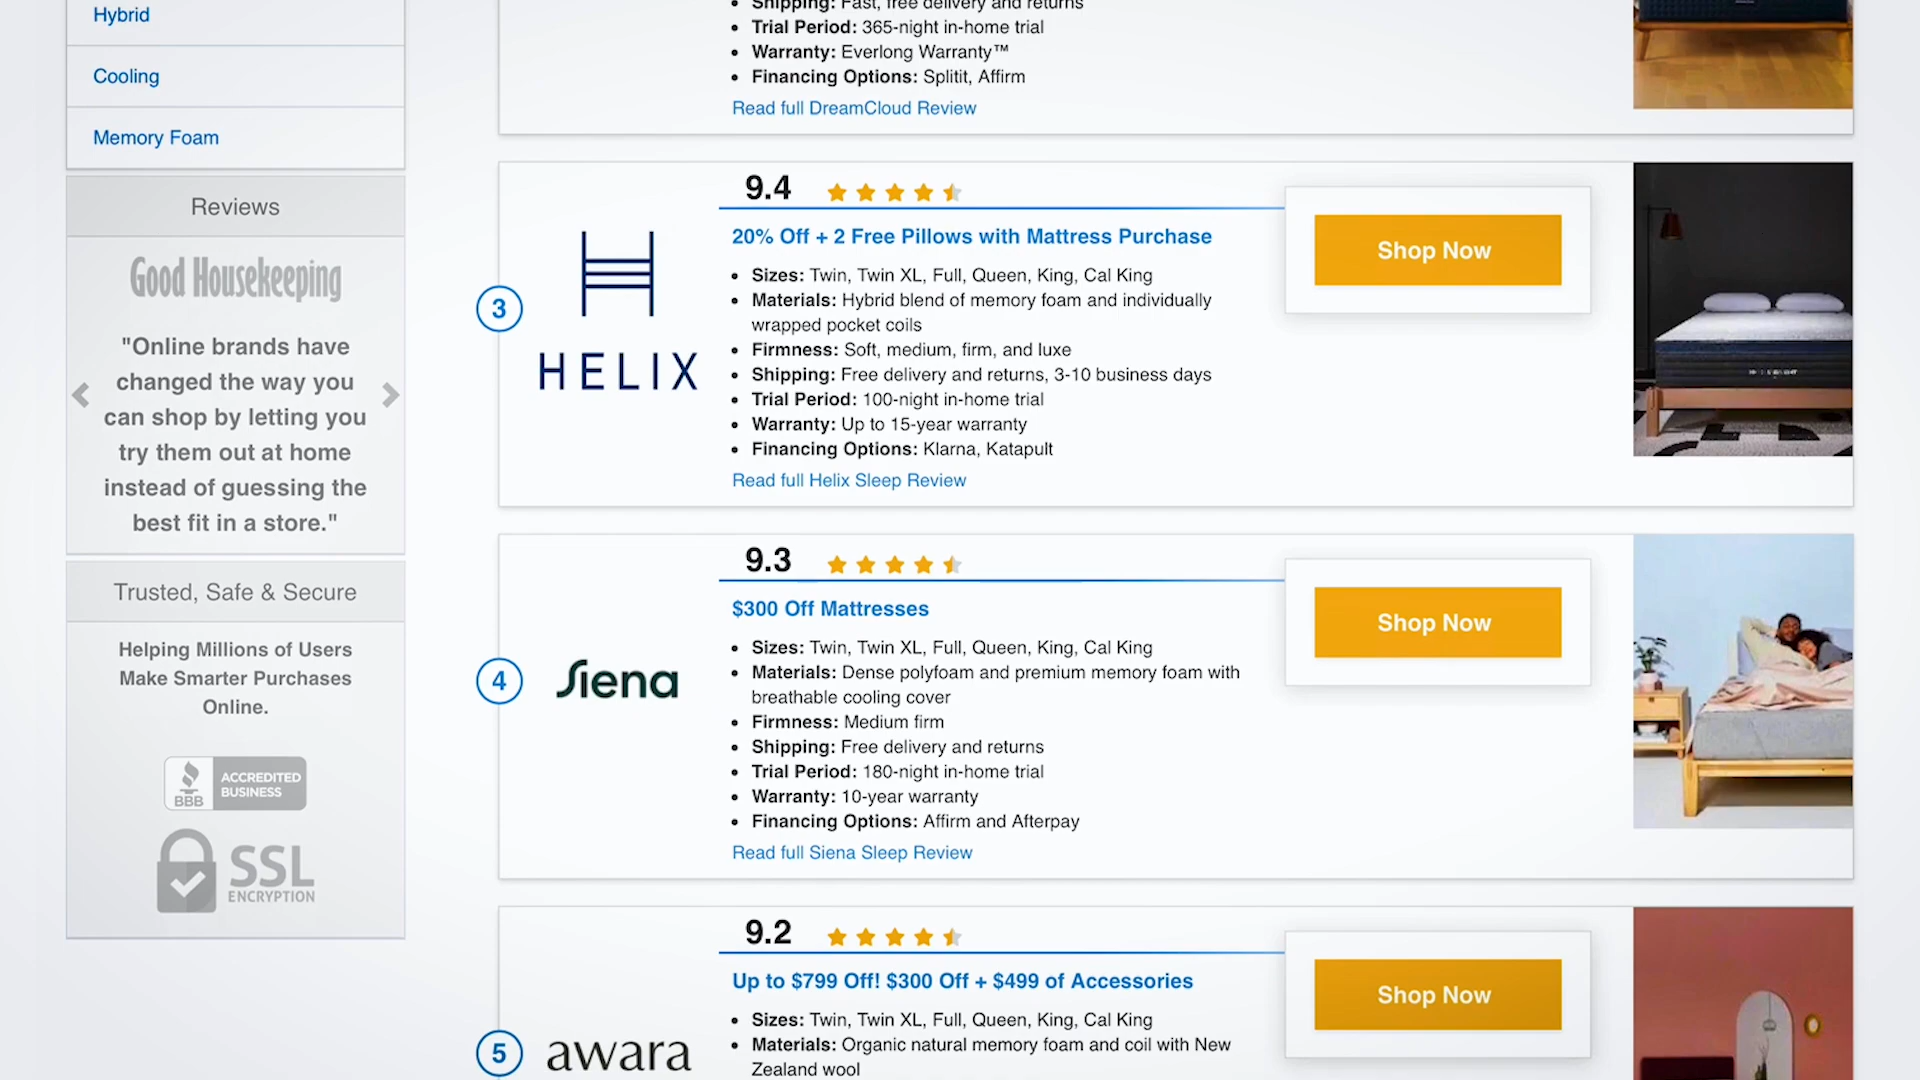 Hybrid
Cooling
Memory Foam
Reviews
Good Housekeeping
"Online brands have
changed the way you
can shop by letting you
try them out at home
instead of guessing the
best fit in a store."
Trusted, Safe & Secure
Helping Millions of Users
Make Smarter Purchases
Online.
BBB
ACCREDITED
BUSINESS
SSL
ENCRYPTION
Shipping: Fast, free delivery and returns
Trial Period: 365-night in-home trial
Warranty: Everlong Warranty™
Financing Options: Splitit, Affirm
Read full DreamCloud Review
3
HELIX
9.4
20% Off + 2 Free Pillows with Mattress Purchase
Sizes: Twin, Twin XL, Full, Queen, King, Cal King
Materials: Hybrid blend of memory foam and individually
wrapped pocket coils
Firmness: Soft, medium, firm, and luxe
Shipping: Free delivery and returns, 3-10 business days
Trial Period: 100-night in-home trial
Warranty: Up to 15-year warranty
Financing Options: Klarna, Katapult
Read full Helix Sleep Review
Shop Now
4
Siena
9.3
$300 Off Mattresses
Sizes: Twin, Twin XL, Full, Queen, King, Cal King
Materials: Dense polyfoam and premium memory foam with
breathable cooling cover
Firmness: Medium firm
Shipping: Free delivery and returns
Trial Period: 180-night in-home trial
Warranty: 10-year warranty
Financing Options: Affirm and Afterpay
Read full Siena Sleep Review
Shop Now
5
awara
9.2
Up to $799 Off! $300 Off + $499 of Accessories
Sizes: Twin, Twin XL, Full, Queen, King, Cal King
Materials: Organic natural memory foam and coil with New
Zealand wool
Shop Now